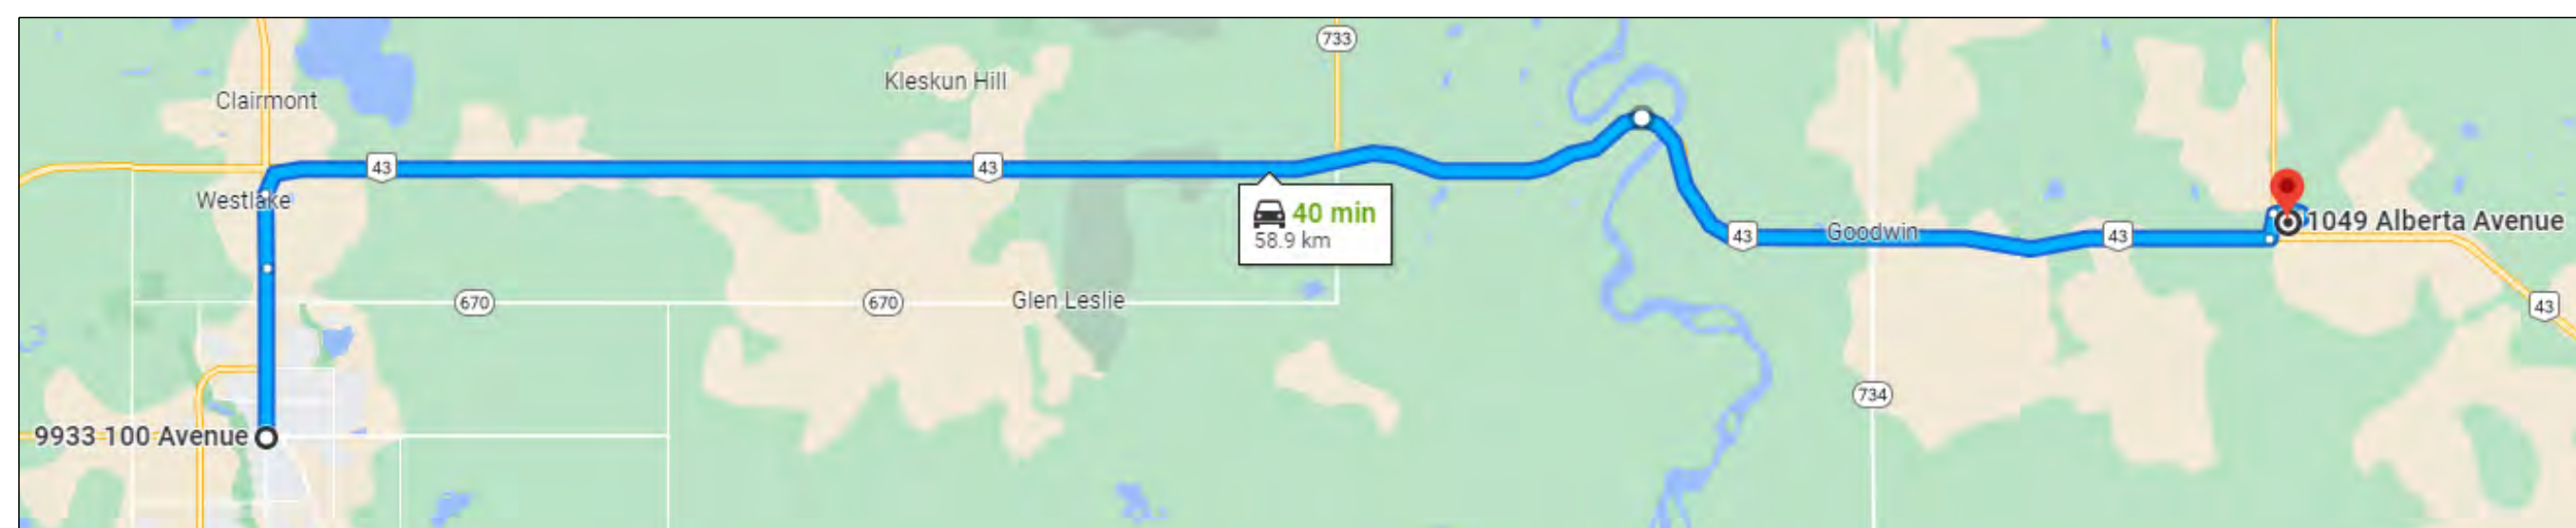 733
Kleskun Hill
Clairmont
43
43
Westlake
40 min
58.9 km
1049 Alberta Avenue
43
Goodwin
43
670
670
Glen Leslie
43
734
9933 100 Avenue